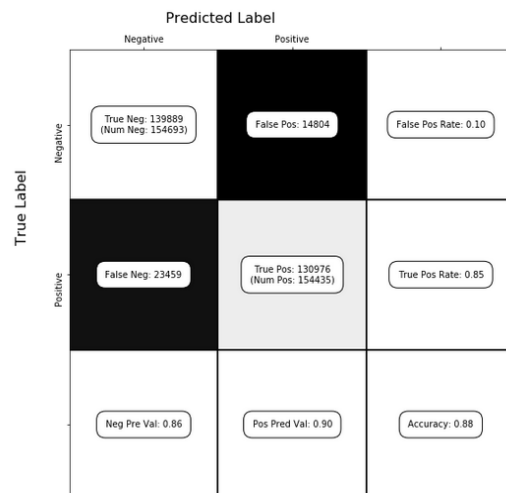 Predicted Label
Negative
Positive
True Label
Negative
True Neg: 139889
(Num Neg: 154693)
False Pos: 14804
False Pos Rate: 0.10
Positive
False Neg: 23459
True Pos: 130976
(Num Pos: 154435)
True Pos Rate: 0.85
Neg Pre Val: 0.86
Pos Pred Val: 0.90
Accuracy: 0.88